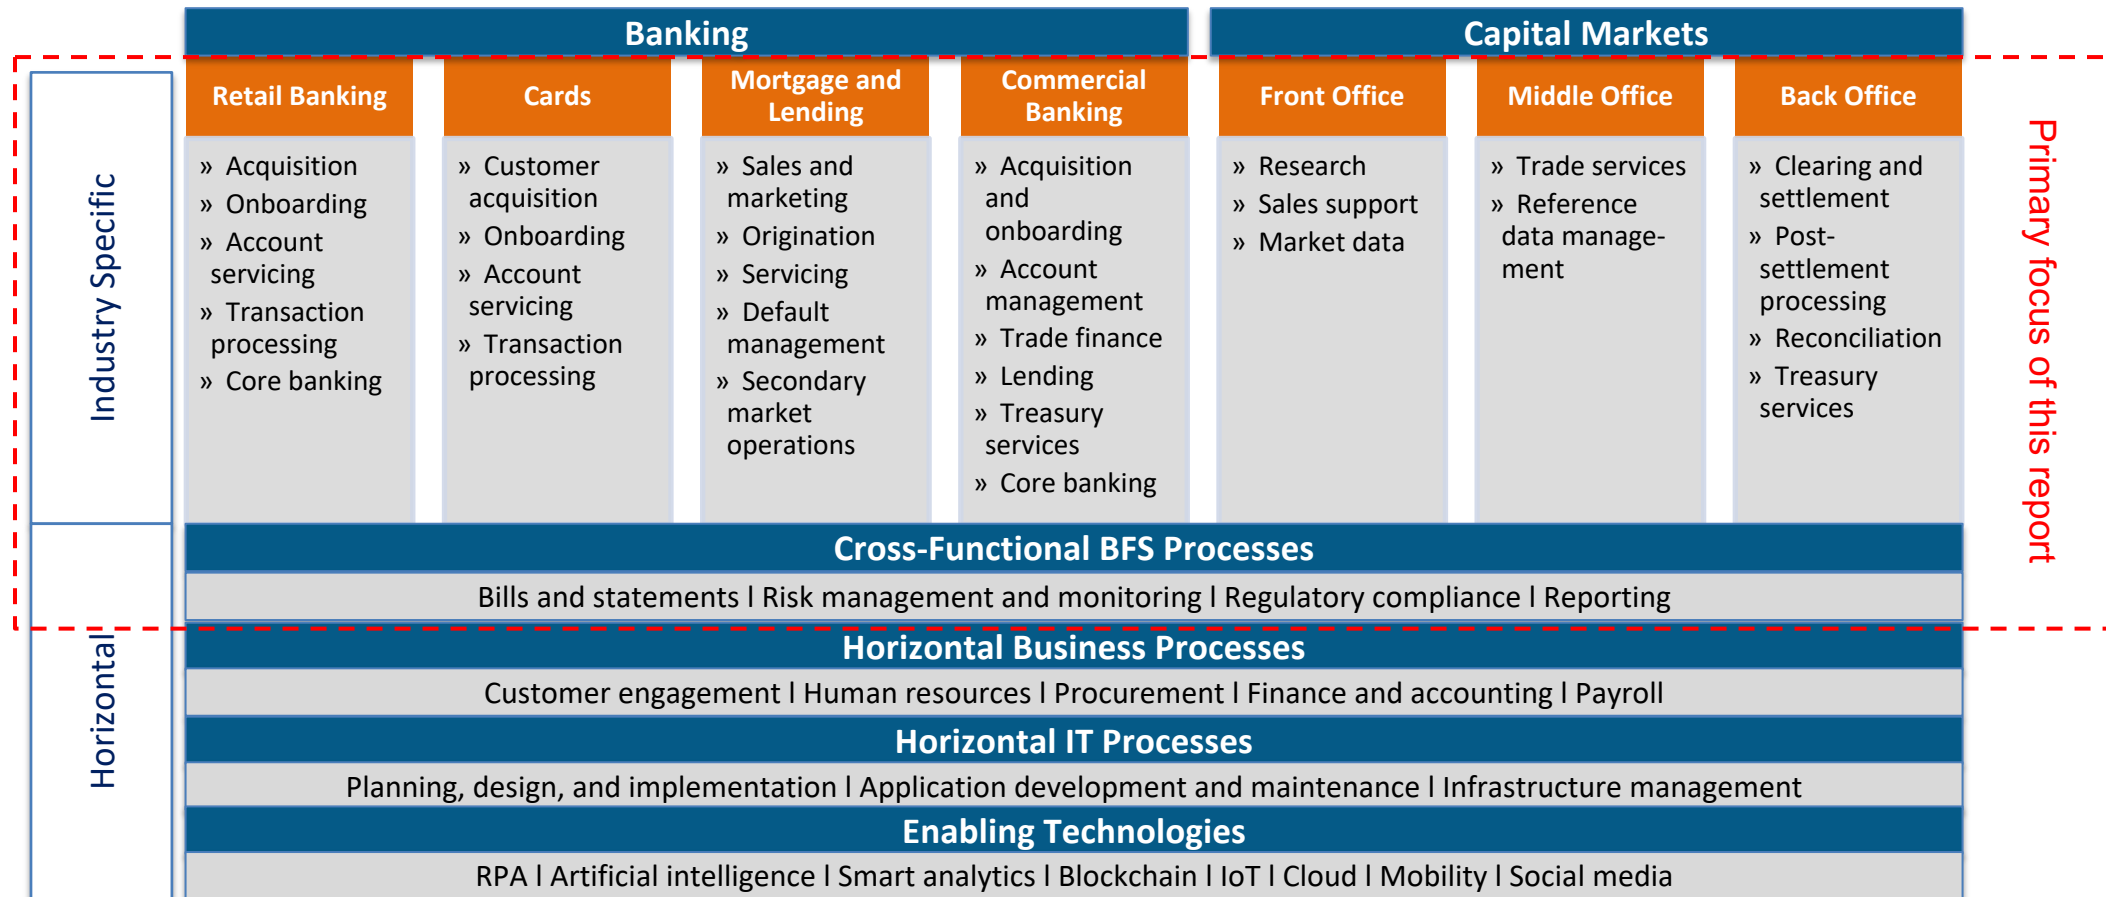 Banking
Capital Markets
Industry Specific
Retail Banking
» Acquisition
» Onboarding
» Account
servicing
» Transaction
processing
» Core banking
Cards
» Customer
acquisition
» Onboarding
» Account
servicing
» Transaction
processing
Mortgage and
Lending
» Sales and
marketing
» Origination
» Servicing
» Default
management
» Secondary
market
operations
Commercial
Banking
» Acquisition
and
onboarding
» Account
management
» Trade finance
» Lending
» Treasury
services
» Core banking
Front Office
» Research
» Sales support
» Market data
Middle Office
» Trade services
» Reference
data manage-
ment
Back Office
» Clearing and
settlement
» Post-
settlement
processing
» Reconciliation
» Treasury
services
Primary focus of this report
Horizontal
Cross-Functional BFS Processes
Bills and statements l Risk management and monitoring l Regulatory compliance l Reporting
Horizontal Business Processes
Customer engagement l Human resources l Procurement l Finance and accounting l Payroll
Horizontal IT Processes
Planning, design, and implementation l Application development and maintenance l Infrastructure management
Enabling Technologies
RPA l Artificial intelligence l Smart analytics l Blockchain l IoT l Cloud l Mobility l Social media